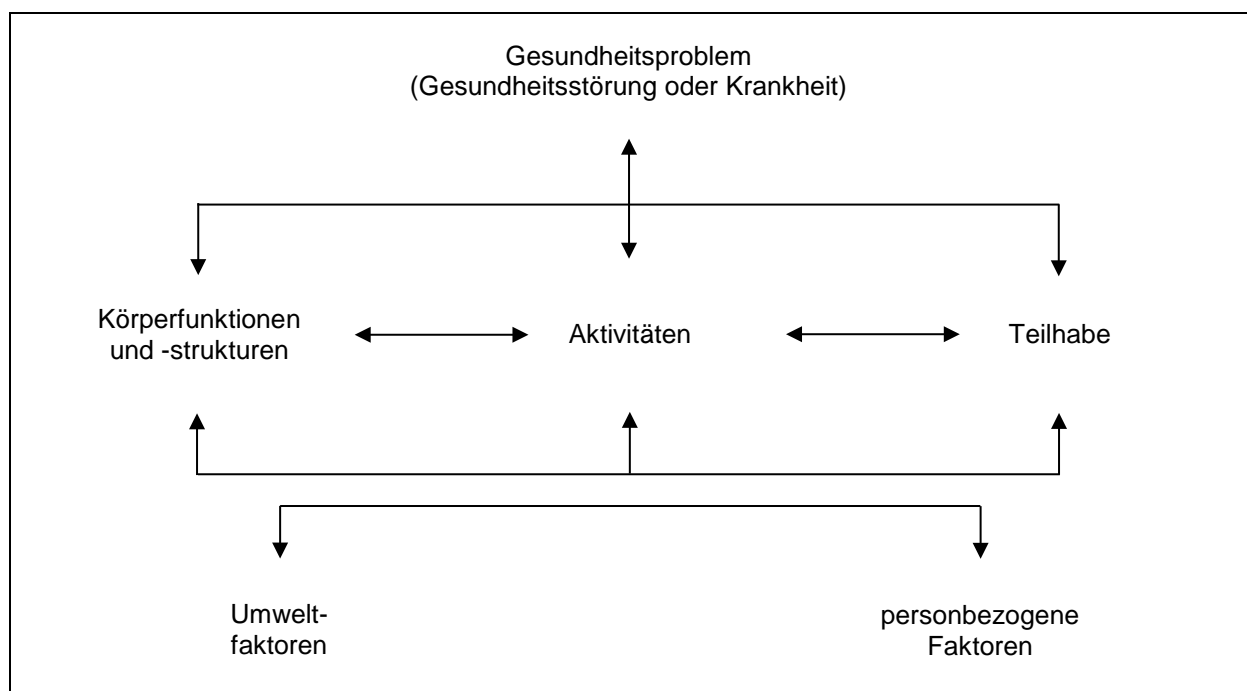 Gesundheitsproblem
(Gesundheitsstörung oder Krankheit)
Körperfunktionen
und -strukturen
Aktivitäten
Teilhabe
Umwelt-
faktoren
personbezogene
Faktoren